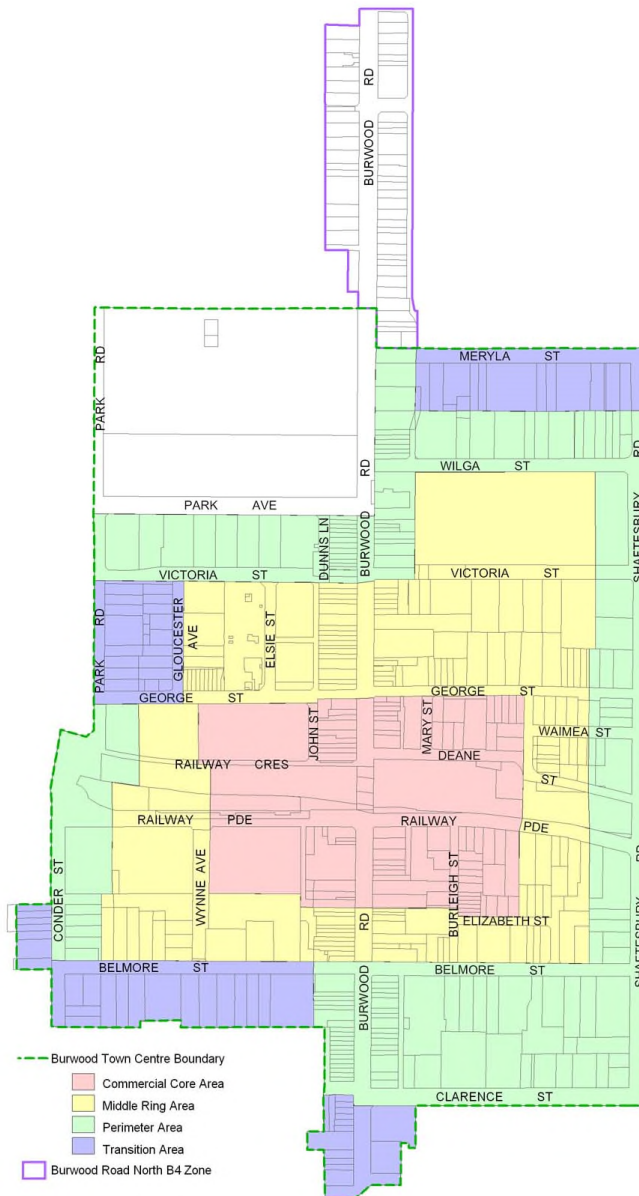 BURWOOD RD
MERYLA ST
PARK RD
WILGA ST
SHAFTESBURY RD
PARK AVE
BURWOOD RD
DUNNS LN
VICTORIA ST
VICTORIA ST
PARK RD
GLOUCESTER AVE
ELSIE ST
GEORGE ST
GEORGE ST
JOHN ST
MARY ST
WAIMEA ST
RAILWAY CRES
DEANE ST
RAILWAY PDE
RAILWAY PDE
CONDER ST
WYNNE AVE
BURLEIGH ST
ELIZABETH ST
SHAFTESBURY RD
BELMORE ST
BURWOOD RD
BELMORE ST
CLARENCE ST
Burwood Town Centre Boundary
Commercial Core Area
Middle Ring Area
Perimeter Area
Transition Area
Burwood Road North B4 Zone